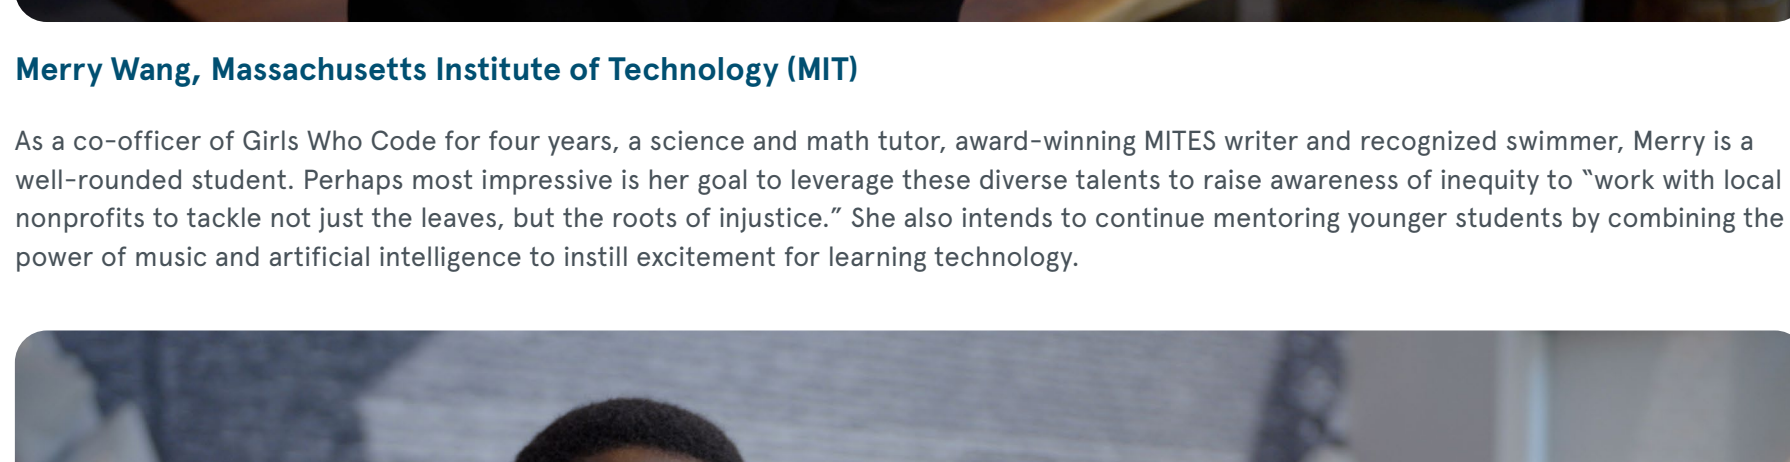 Merry Wang, Massachusetts Institute of Technology (MIT)
As a co-officer of Girls Who Code for four years, a science and math tutor, award-winning MITES writer and recognized swimmer, Merry is a
well-rounded student. Perhaps most impressive is her goal to leverage these diverse talents to raise awareness of inequity to “work with local
nonprofits to tackle not just the leaves, but the roots of injustice.” She also intends to continue mentoring younger students by combining the
power of music and artificial intelligence to instill excitement for learning technology.